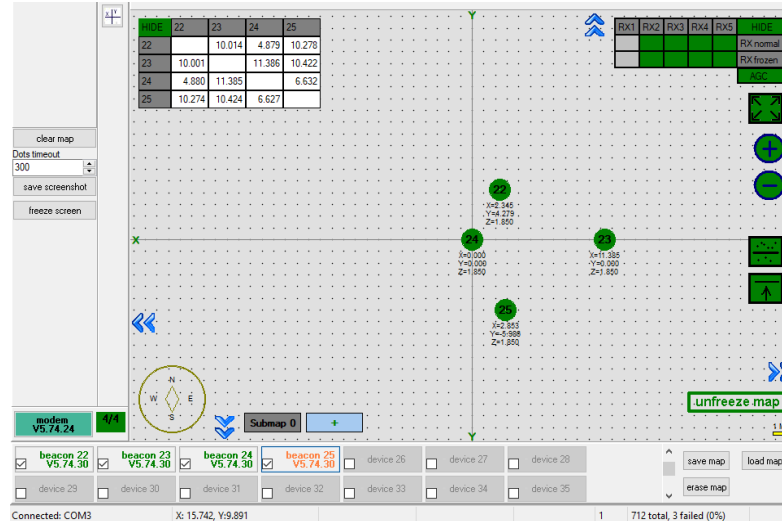 HIDE 22 23 24 25
22 10.014 4.879 10.278
23 10.001 11.386 10.422
24 4.880 11.385 6.632
25 10.274 10.424 6.627
Y
RX1 RX2 RX3 RX4 RX5 HIDE
RX normal
RX frozen
AGC
clear map
Dots timeout
300
save screenshot
freeze screen
22
X=2.345
Y=4.279
Z=1.850
X
24
X=0.000
Y=0.000
Z=1.850
23
X=11.385
Y=0.000
Z=1.850
25
X=2.853
Y=-5.986
Z=1.850
N
W E
S
unfreeze map
modem
V5.74.24
4/4
Submap 0
+
Y
1 M
beacon 22
V5.74.30
beacon 23
V5.74.30
beacon 24
V5.74.30
beacon 25
V5.74.30
device 26
device 27
device 28
device 29
device 30
device 31
device 32
device 33
device 34
device 35
save map
load map
erase map
Connected: COM3
X: 15.742, Y:9.891
1
712 total, 3 failed (0%)